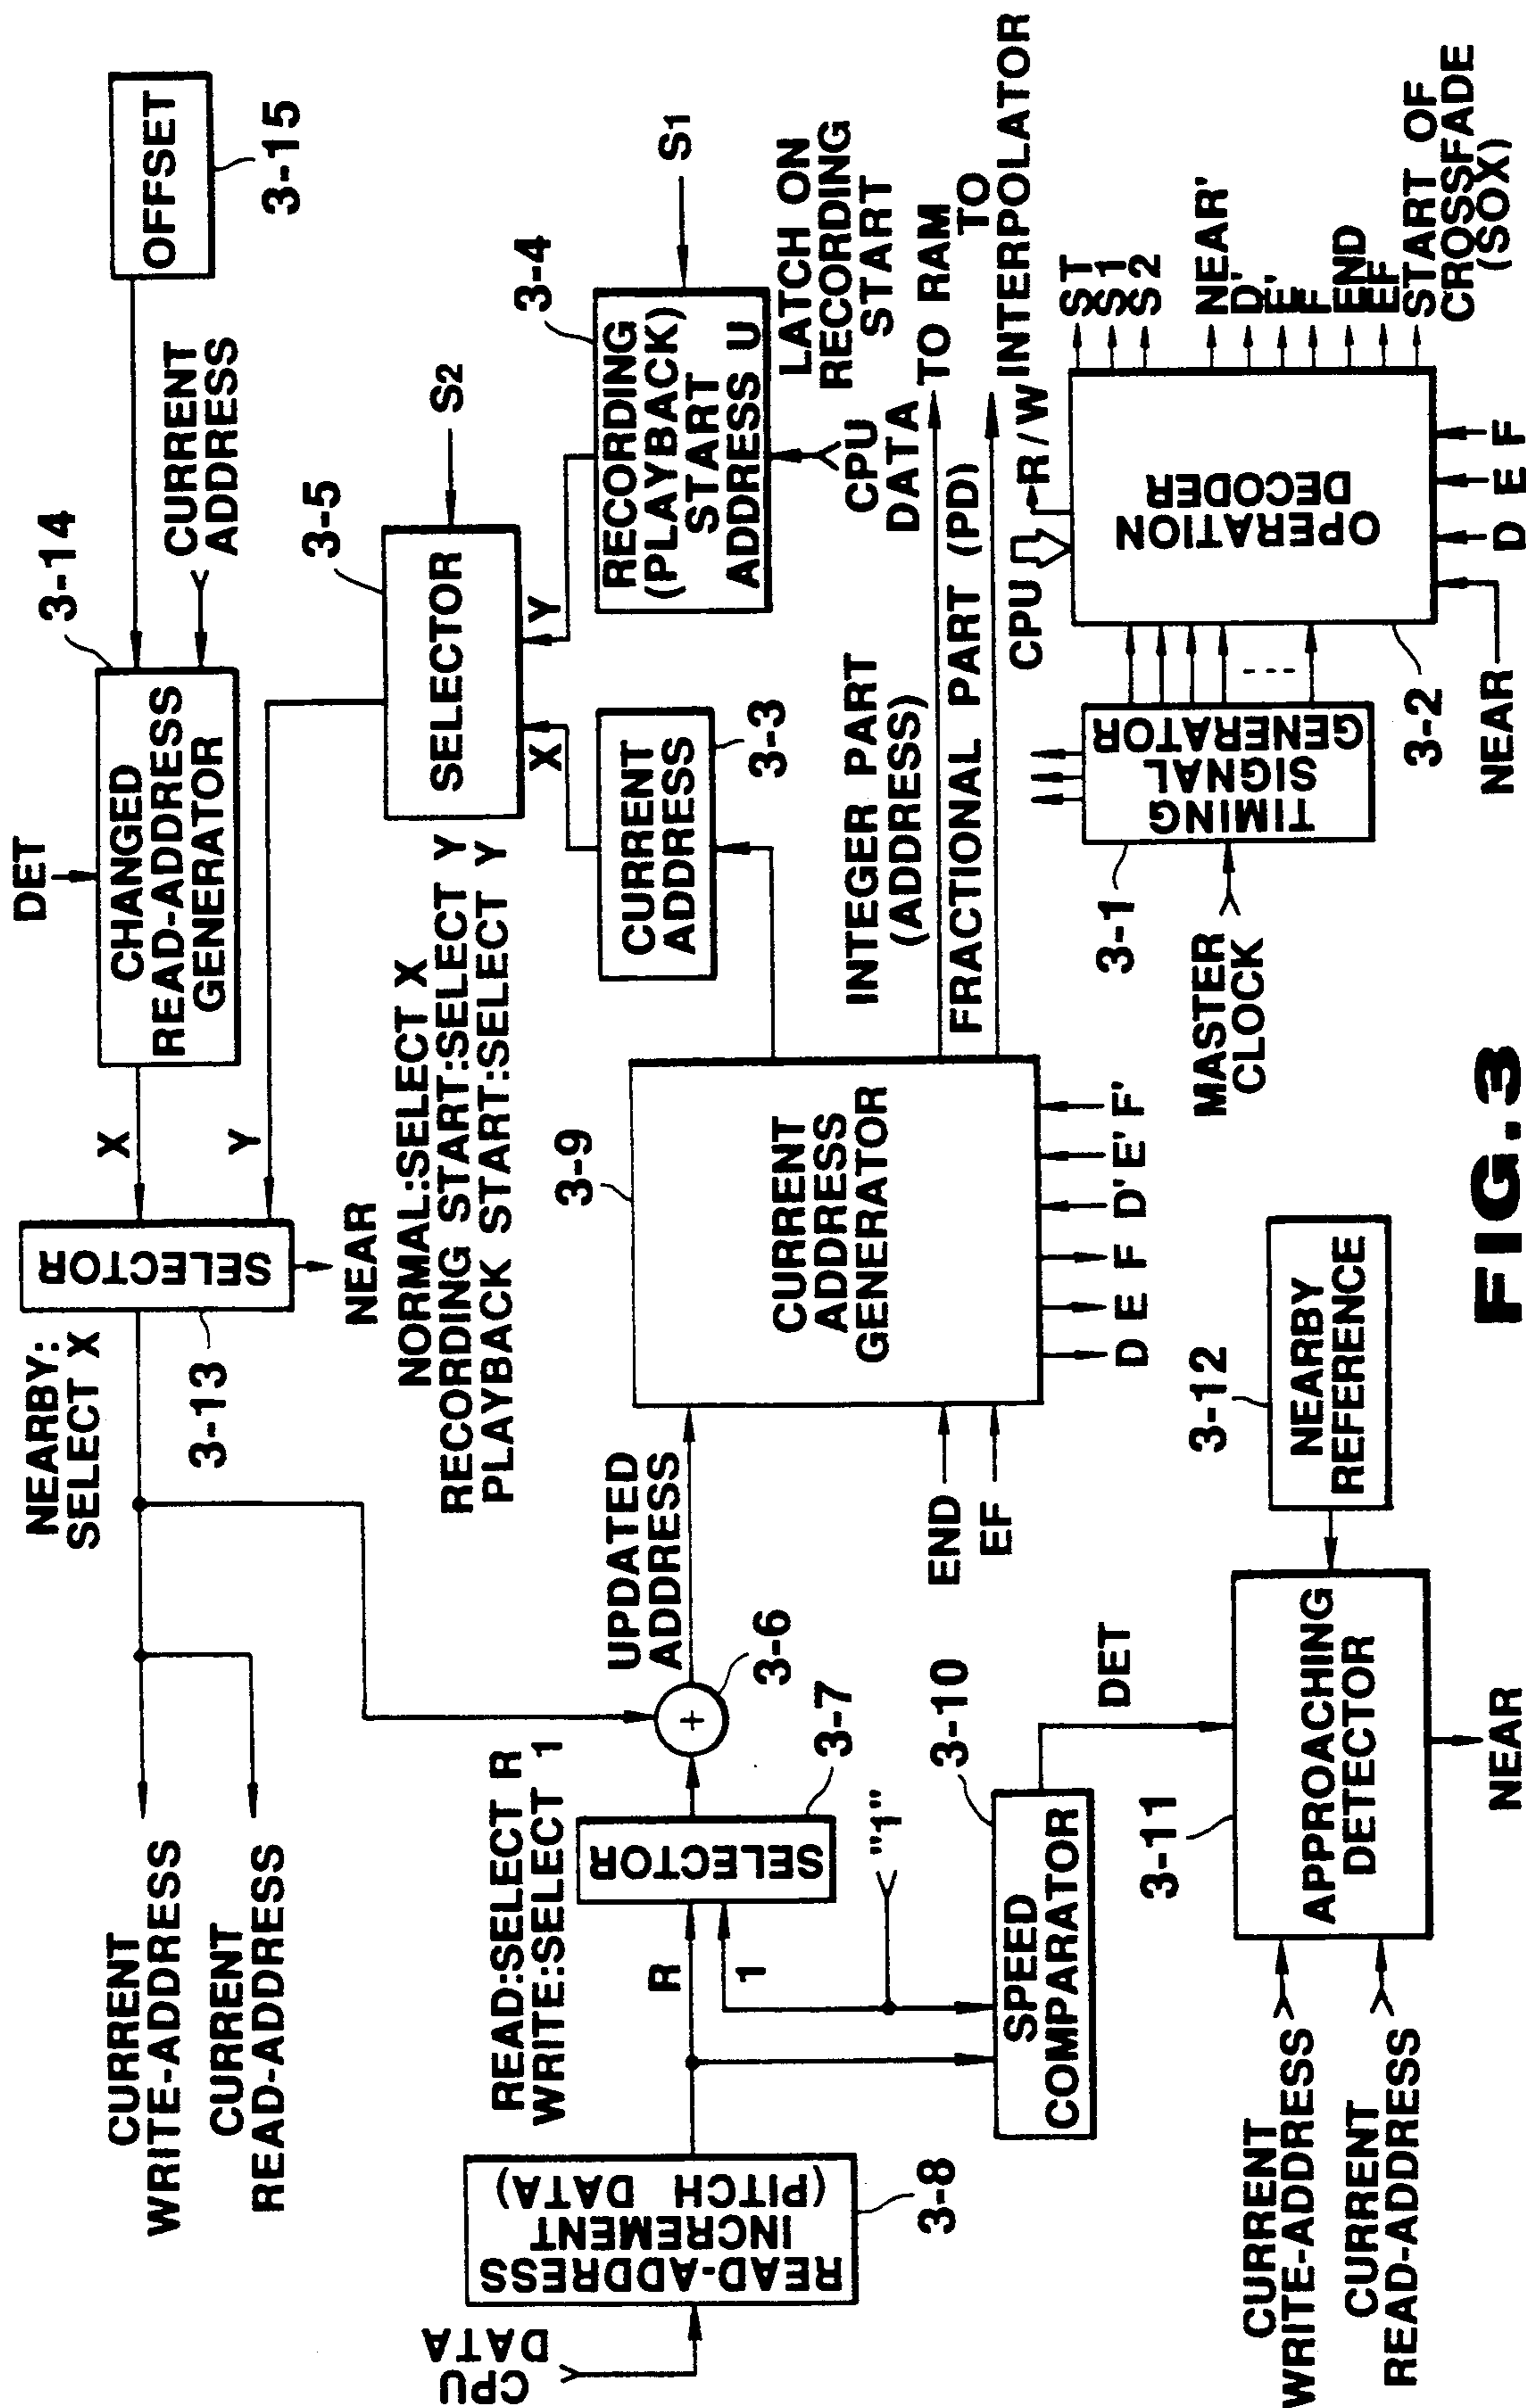 OFFSET
3-15
3-14
CURRENT
ADDRESS
DET
CHANGED
READ-ADDRESS
GENERATOR
X
Y
SELECTOR
NEAR
NEARBY:
SELECT X
3-13
CURRENT
WRITE-ADDRESS
CURRENT
READ-ADDRESS
3-5
S2
SELECTOR
X
Y
NORMAL:SELECT X
RECORDING START:SELECT Y
PLAYBACK START:SELECT Y
3-4
S1
RECORDING
(PLAYBACK)
START
ADDRESS U
LATCH ON
RECORDING
START
CPU
DATA
CURRENT
ADDRESS
3-3
INTEGER PART
(ADDRESS)
TO RAM
FRACTIONAL PART (PD)
TO
INTERPOLATOR
3-9
CURRENT
ADDRESS
GENERATOR
UPDATED
ADDRESS
END
EF
D E F D' E' F'
3-6
+
READ:SELECT R
WRITE:SELECT 1
SELECTOR
3-7
R
1
"1"
CPU
DATA
READ-ADDRESS
INCREMENT
(PITCH DATA)
3-8
SPEED
COMPARATOR
3-10
DET
3-11
APPROACHING
DETECTOR
CURRENT
WRITE-ADDRESS
CURRENT
READ-ADDRESS
NEAR
3-12
NEARBY
REFERENCE
MASTER
CLOCK
3-1
TIMING
SIGNAL
GENERATOR
CPU
R/W
OPERATION
DECODER
3-2
NEAR
D E F
ST
S1
S2
NEAR'
D'
E'
F'
END
EF
START OF
CROSSFADE
(SOX)
FIG.3